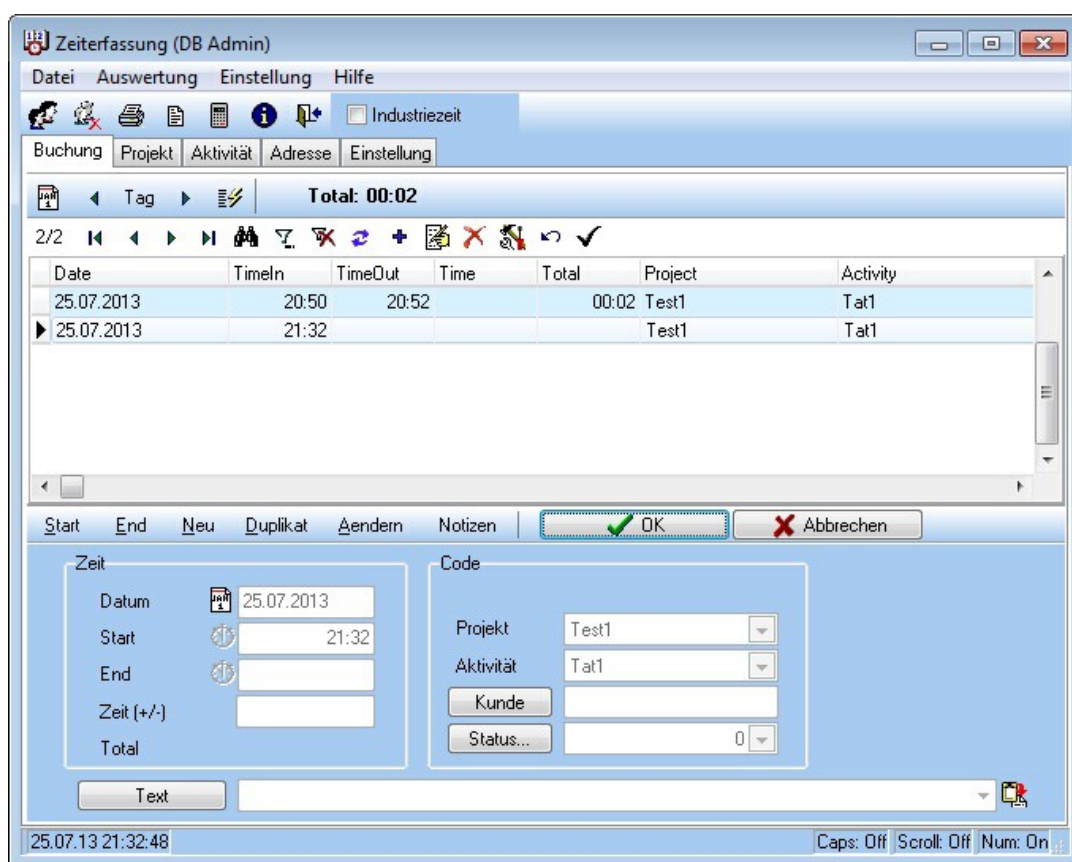 Zeiterfassung (DB Admin)
Datei Auswertung Einstellung Hilfe
Industriezeit
Buchung Projekt Aktivität Adresse Einstellung
Tag Total: 00:02
2/2
Date TimeIn TimeOut Time Total Project Activity
25.07.2013 20:50 20:52 00:02 Test1 Tat1
25.07.2013 21:32 Test1 Tat1
Start End Neu Duplikat Aendern Notizen OK Abbrechen
Zeit Code
Datum 25.07.2013
Start 21:32
End
Zeit (+/-)
Total
Projekt Test1
Aktivität Tat1
Kunde
Status... 0
Text
25.07.13 21:32:48 Caps: Off Scroll: Off Num: On